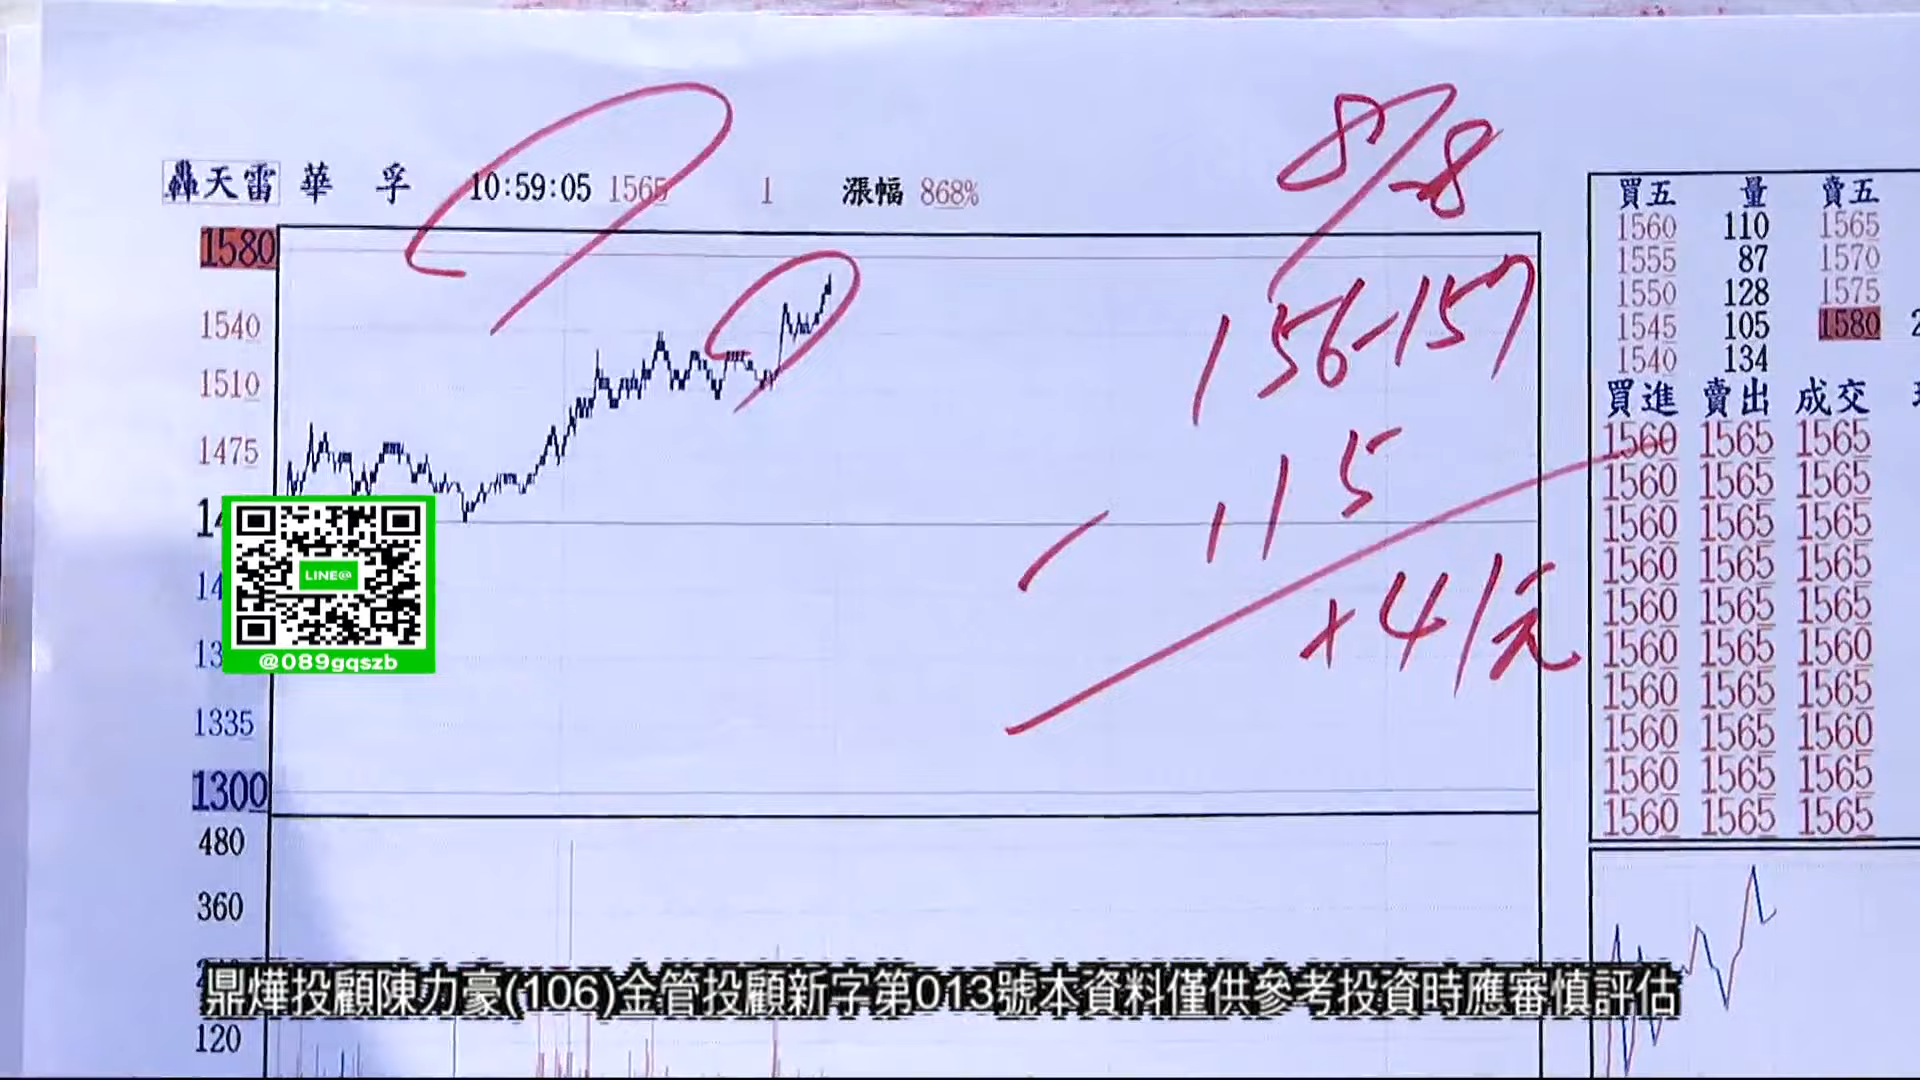 轟天雷 華 孚 10:59:05 1565 1 漲幅 868%
8/8
156-157
115
+41元
1580
1540
1510
1475
1335
1300
480
360
120
買五 量 賣五
1560 110 1565
1555 87 1570
1550 128 1575
1545 105 1580
1540 134
買進 賣出 成交
1560 1565 1565
1560 1565 1565
1560 1565 1565
1560 1565 1565
1560 1565 1565
1560 1565 1560
1560 1565 1565
1560 1565 1560
1560 1565 1565
1560 1565 1565
LINE@
@089gqszb
鼎燁投顧陳力豪(106)金管投顧新字第013號本資料僅供參考投資時應審慎評估